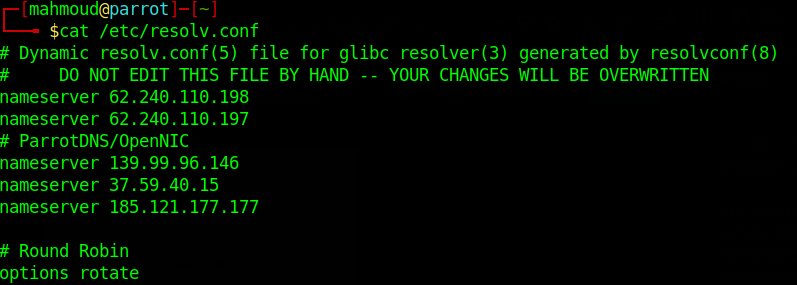 ┌─[mahmoud@parrot]─[~]
└──╼ $cat /etc/resolv.conf
# Dynamic resolv.conf(5) file for glibc resolver(3) generated by resolvconf(8)
#     DO NOT EDIT THIS FILE BY HAND -- YOUR CHANGES WILL BE OVERWRITTEN
nameserver 62.240.110.198
nameserver 62.240.110.197
# ParrotDNS/OpenNIC
nameserver 139.99.96.146
nameserver 37.59.40.15
nameserver 185.121.177.177

# Round Robin
options rotate